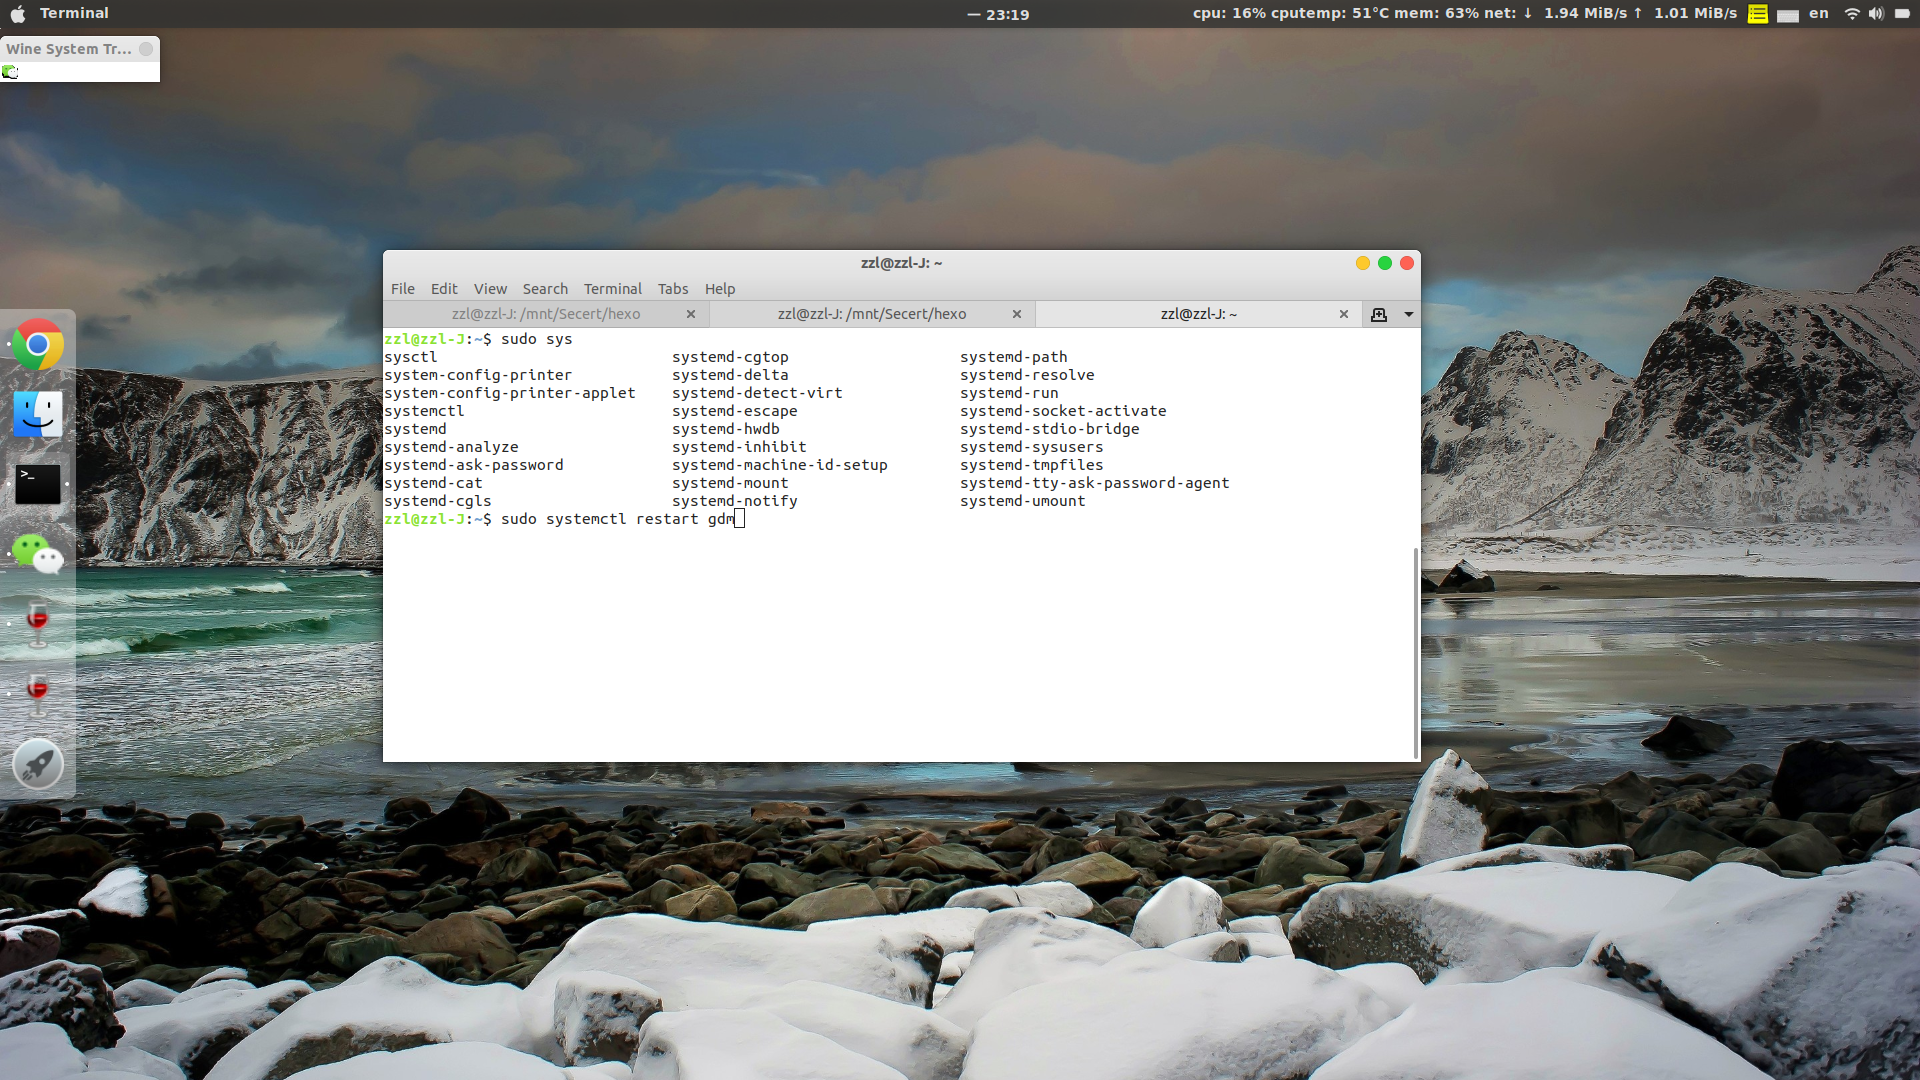 Terminal
— 23:19
cpu: 16% cputemp: 51°C mem: 63% net: ↓ 1.94 MiB/s ↑ 1.01 MiB/s
en
Wine System Tr...
zzl@zzl-J: ~
File Edit View Search Terminal Tabs Help
zzl@zzl-J: /mnt/Secert/hexo
zzl@zzl-J: /mnt/Secert/hexo
zzl@zzl-J: ~
zzl@zzl-J:~$ sudo sys
sysctl systemd-cgtop systemd-path
system-config-printer systemd-delta systemd-resolve
system-config-printer-applet systemd-detect-virt systemd-run
systemctl systemd-escape systemd-socket-activate
systemd systemd-hwdb systemd-stdio-bridge
systemd-analyze systemd-inhibit systemd-sysusers
systemd-ask-password systemd-machine-id-setup systemd-tmpfiles
systemd-cat systemd-mount systemd-tty-ask-password-agent
systemd-cgls systemd-notify systemd-umount
zzl@zzl-J:~$ sudo systemctl restart gdm
>_